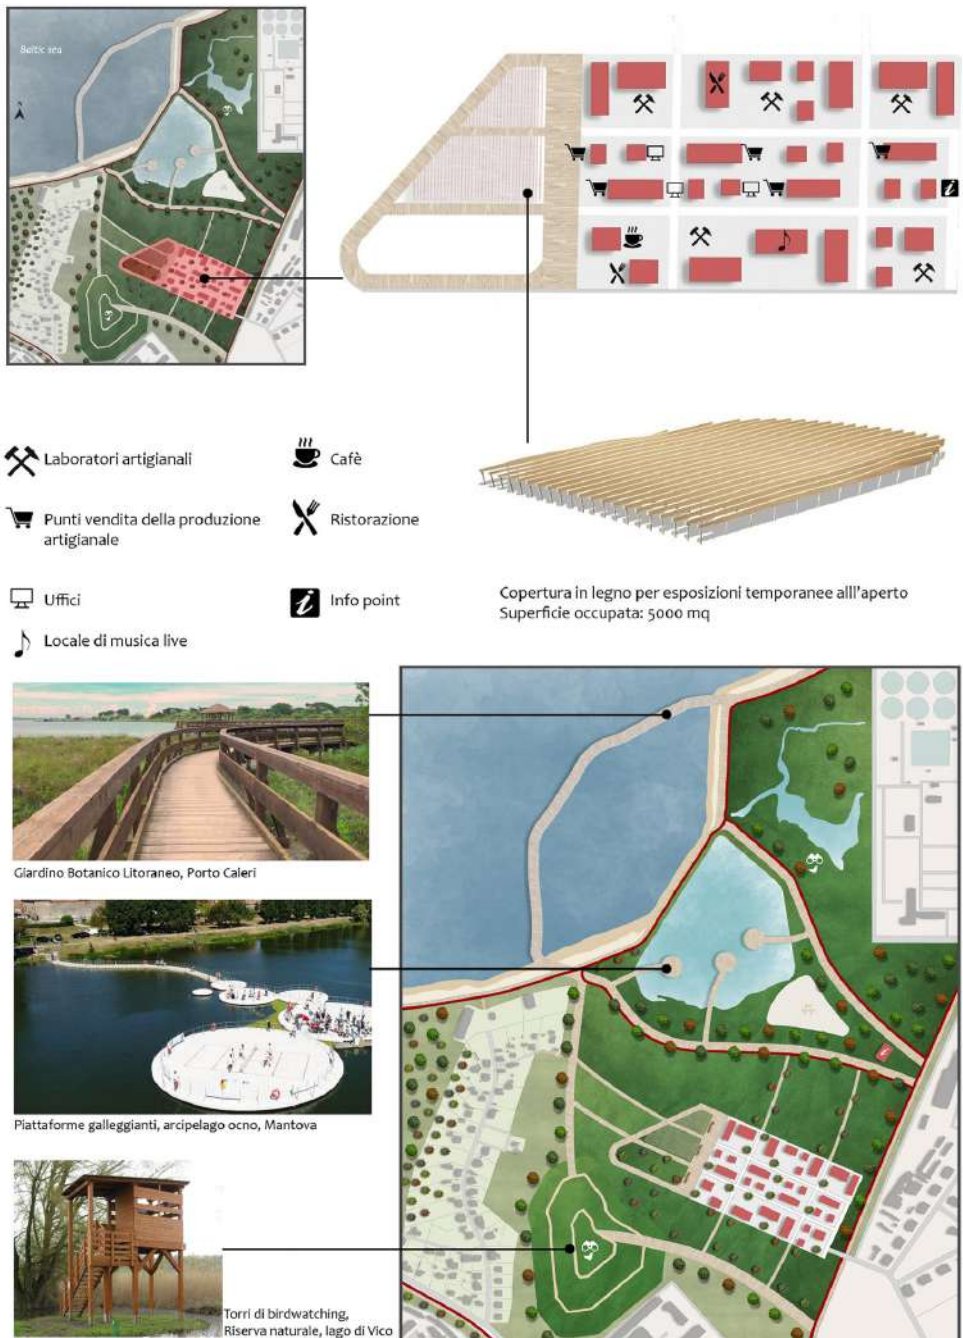 Baltic sea
Laboratori artigianali
Cafè
Punti vendita della produzione
artigianale
Ristorazione
Uffici
Info point
Locale di musica live
Copertura in legno per esposizioni temporanee alll'aperto
Superficie occupata: 5000 mq
Giardino Botanico Litoraneo, Porto Caleri
Piattaforme galleggianti, arcipelago ocno, Mantova
Torri di birdwatching,
Riserva naturale, lago di Vico